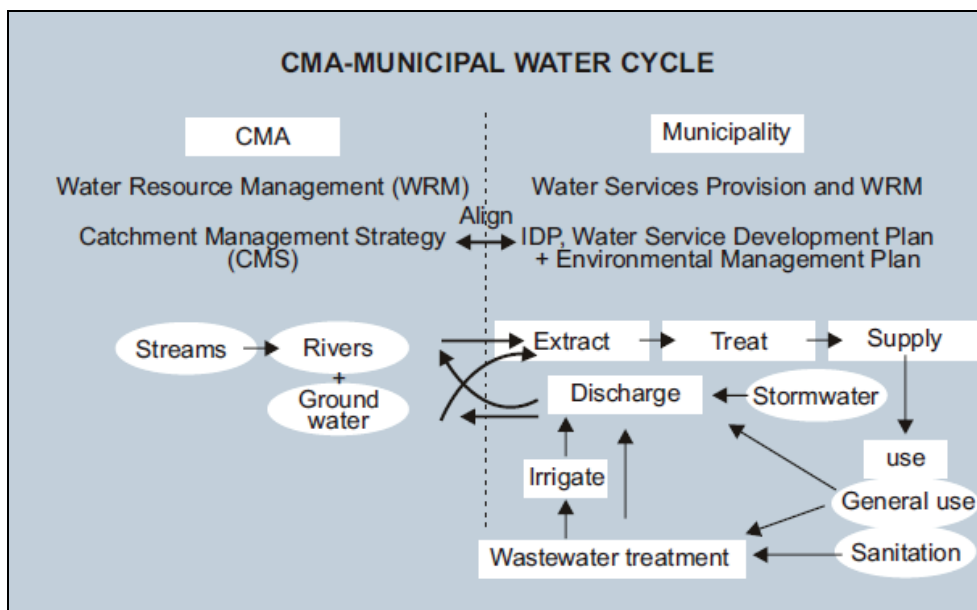 CMA-MUNICIPAL WATER CYCLE
CMA
Municipality
Water Resource Management (WRM)
Water Services Provision and WRM
Align
Catchment Management Strategy
(CMS)
IDP, Water Service Development Plan
+ Environmental Management Plan
Streams
Rivers
+
Ground
water
Extract
Treat
Supply
Discharge
Stormwater
use
Irrigate
General use
Wastewater treatment
Sanitation